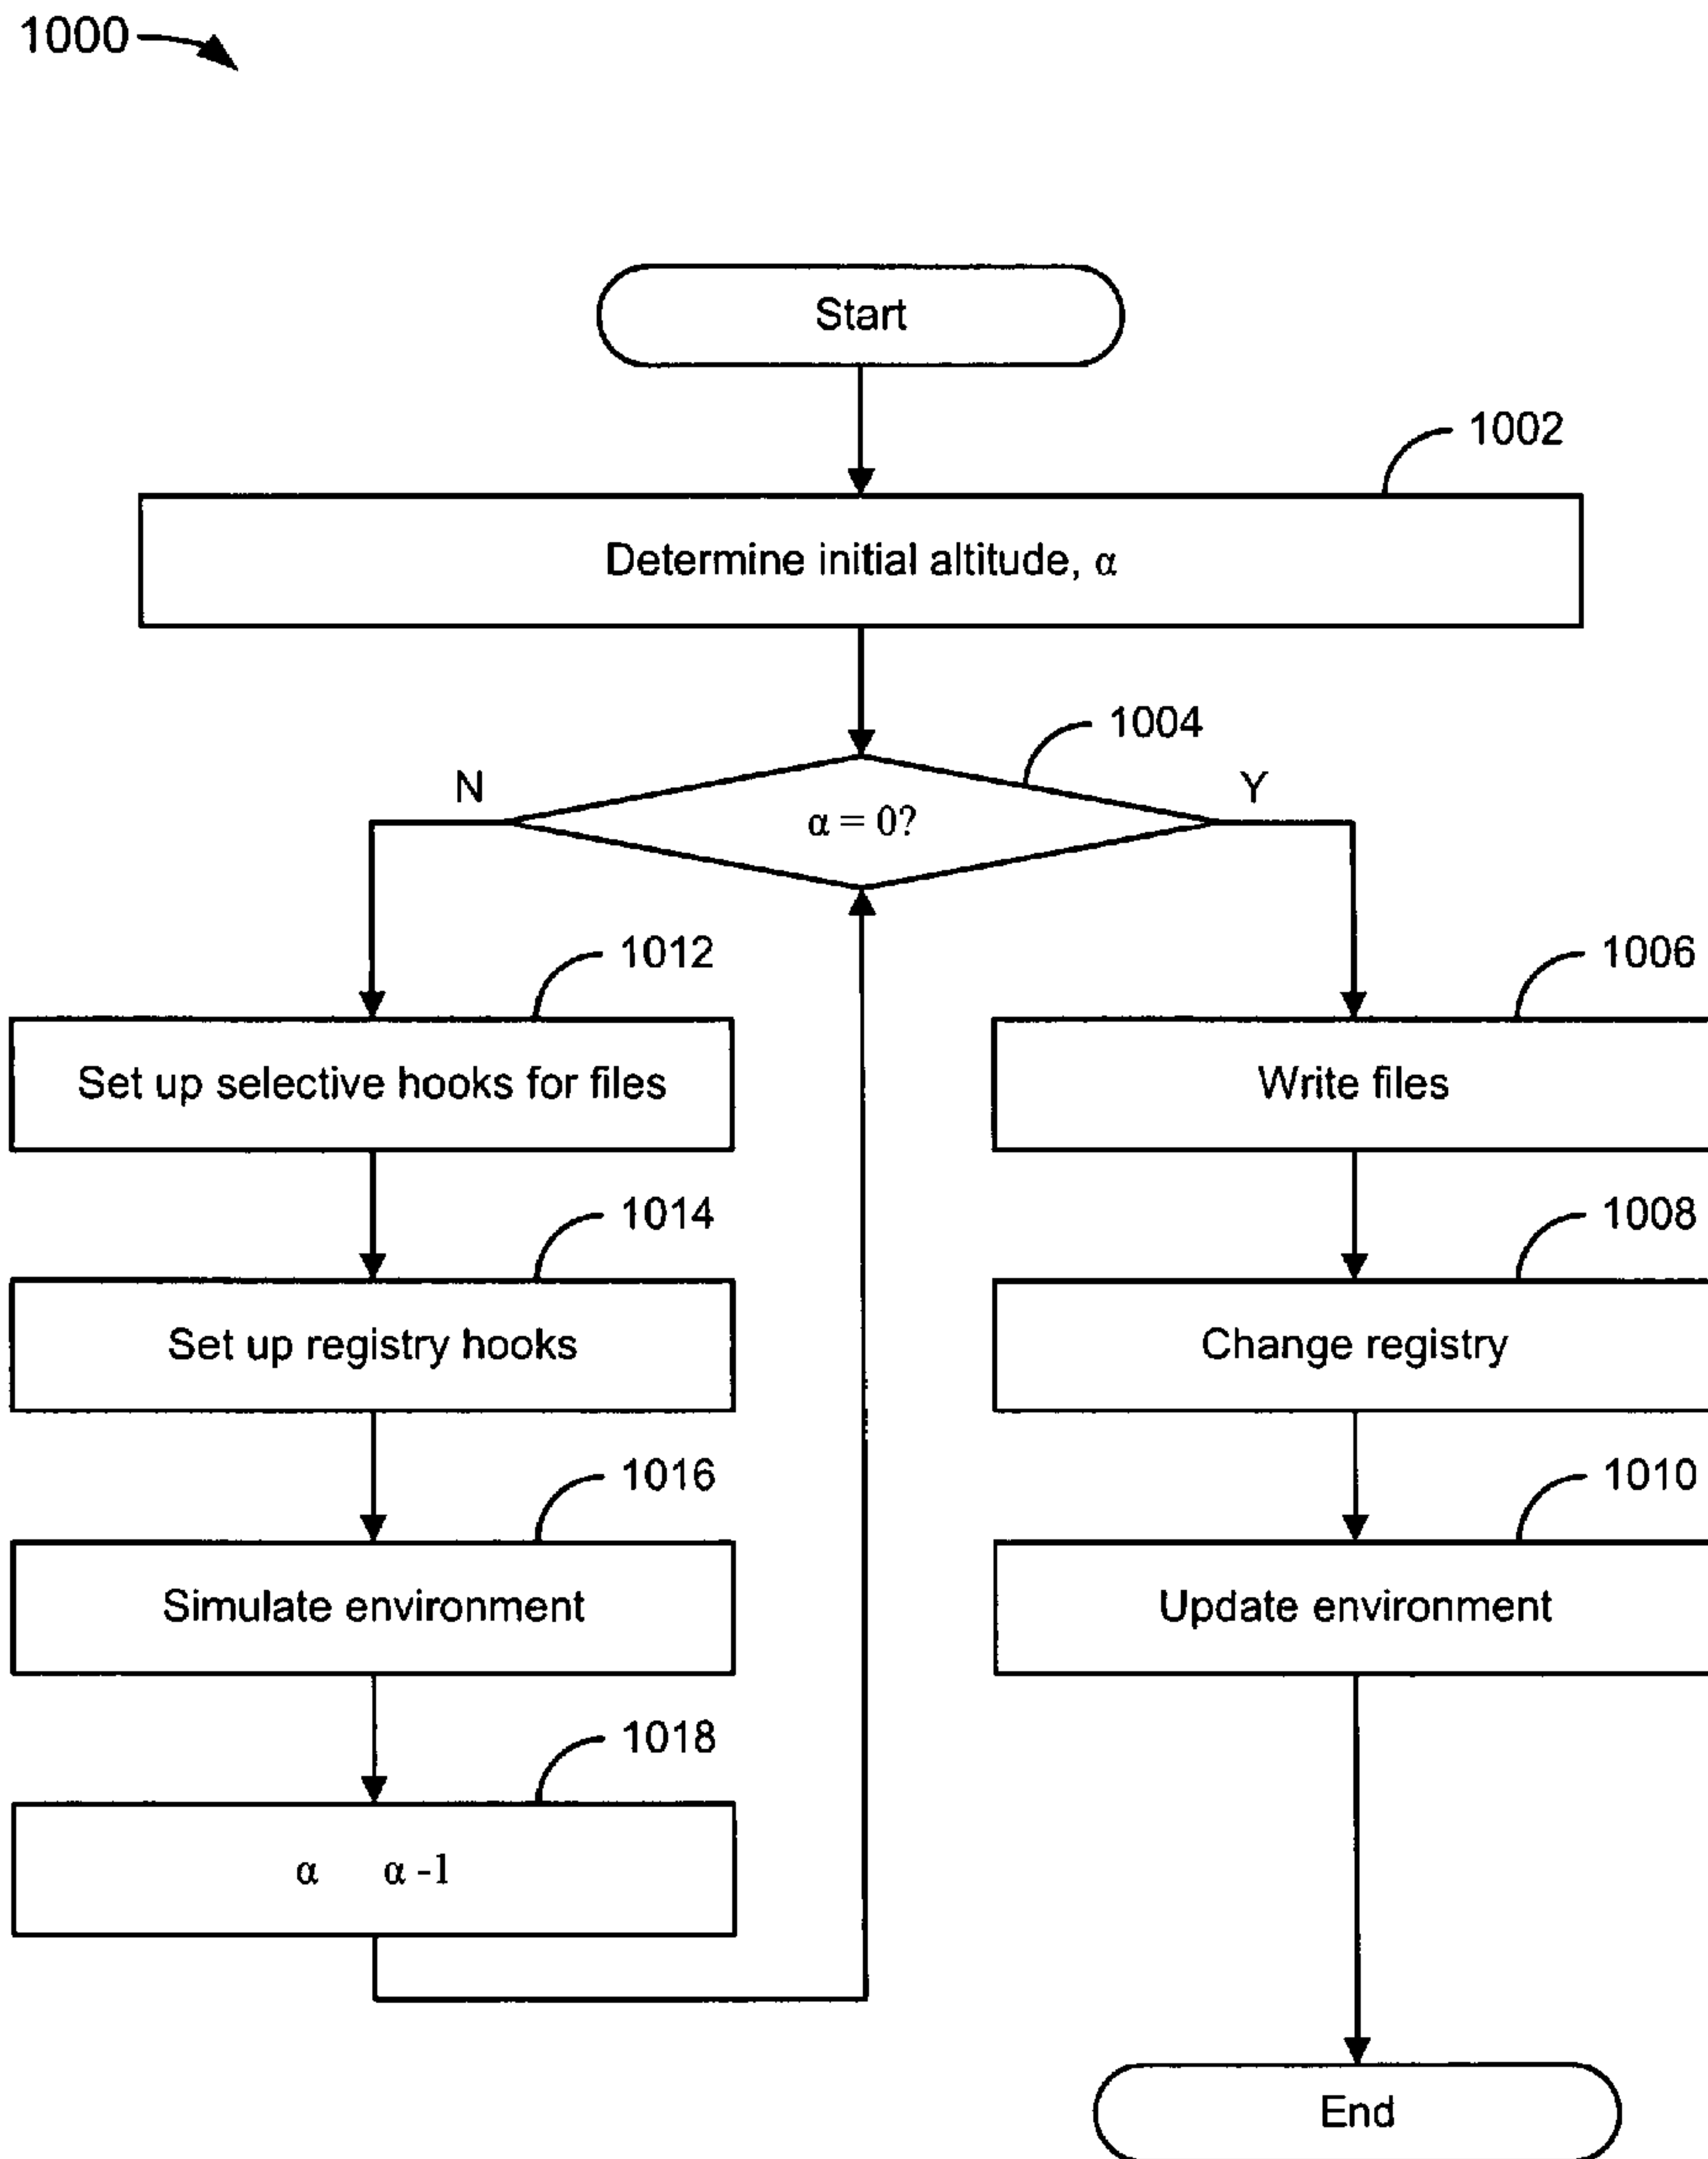 1000
Start
1002
Determine initial altitude, α
1004
N
Y
α = 0?
1012
1006
Set up selective hooks for files
Write files
1014
1008
Set up registry hooks
Change registry
1016
1010
Simulate environment
Update environment
1018
α α -1
End